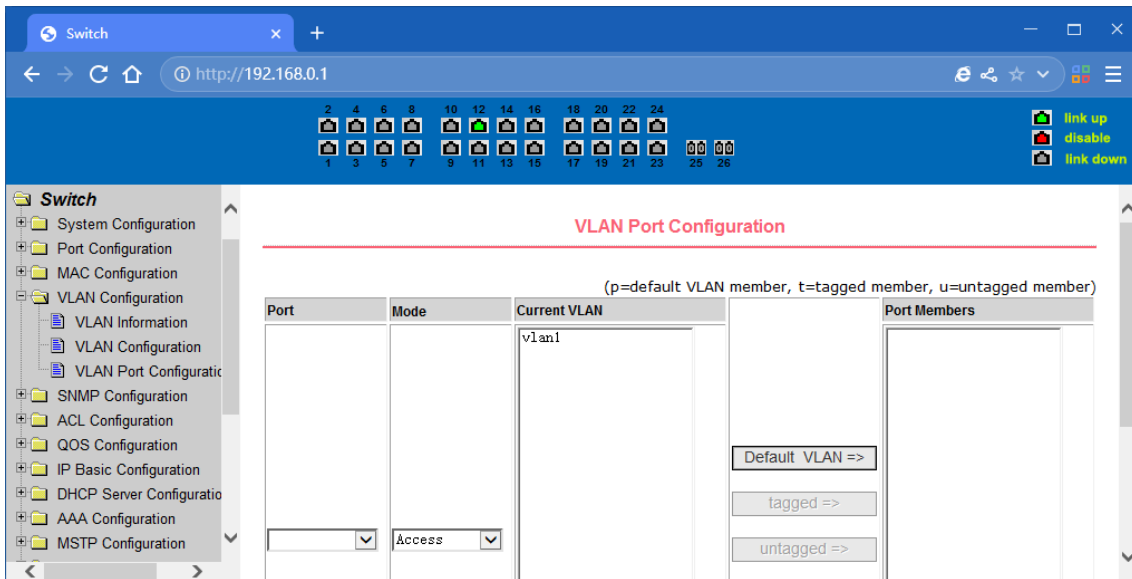 Switch
http://192.168.0.1
2 4 6 8 10 12 14 16 18 20 22 24
1 3 5 7 9 11 13 15 17 19 21 23 25 26
link up
disable
link down
Switch
System Configuration
Port Configuration
MAC Configuration
VLAN Configuration
VLAN Information
VLAN Configuration
VLAN Port Configuratic
SNMP Configuration
ACL Configuration
QOS Configuration
IP Basic Configuration
DHCP Server Configuratio
AAA Configuration
MSTP Configuration
VLAN Port Configuration
(p=default VLAN member, t=tagged member, u=untagged member)
Port Mode Current VLAN Port Members
vlan1
Default VLAN =>
tagged =>
Access
untagged =>